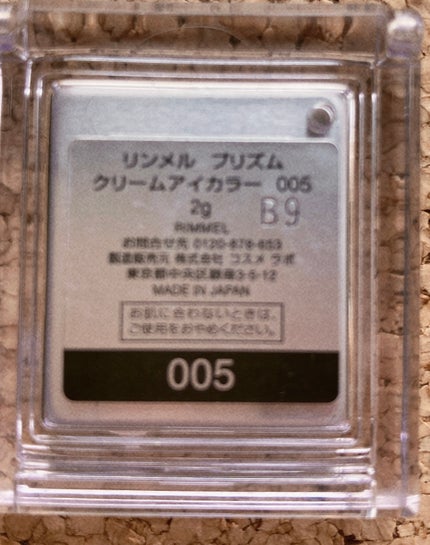 リンメル プリズム
クリームアイカラー 005
2g
B9
RIMMEL
お問合せ先 0120-878-653
製造販売元 株式会社 コスメ ラボ
東京都中央区銀座3-5-12
MADE IN JAPAN
お肌に合わないときは、
ご使用をおやめください。
005